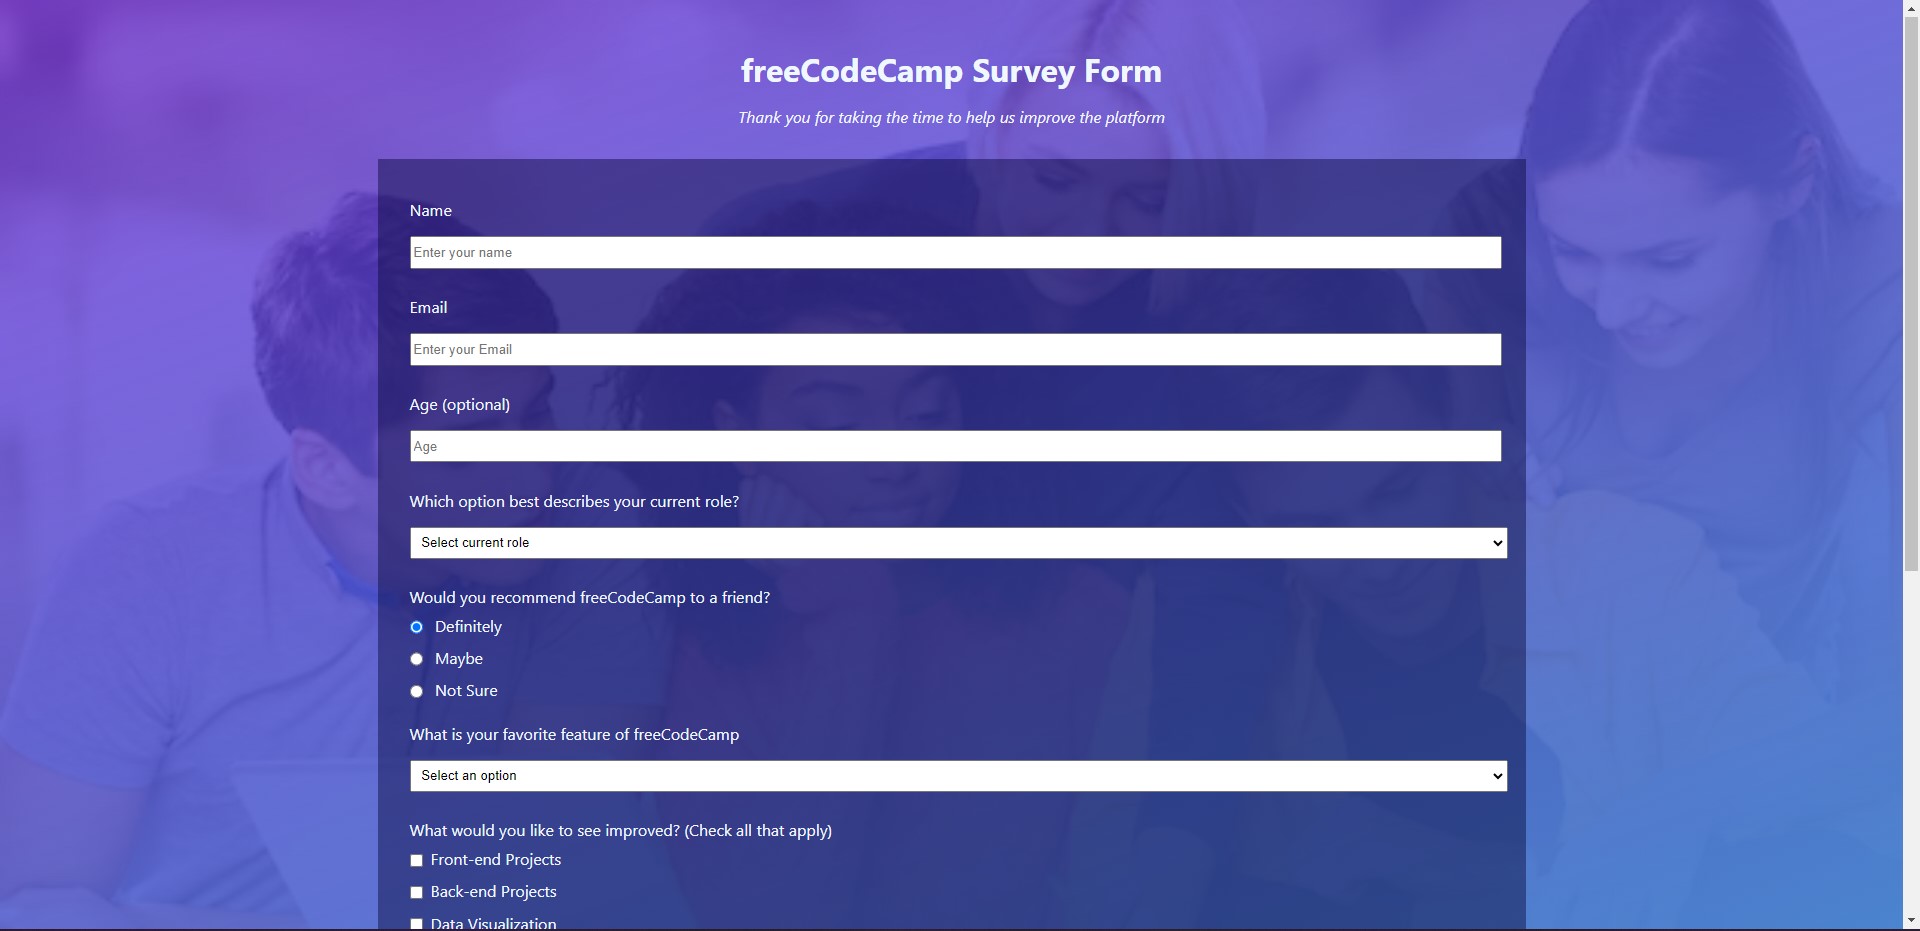 freeCodeCamp Survey Form
Thank you for taking the time to help us improve the platform
Name
Enter your name
Email
Enter your Email
Age (optional)
Age
Which option best describes your current role?
Select current role
Would you recommend freeCodeCamp to a friend?
Definitely
Maybe
Not Sure
What is your favorite feature of freeCodeCamp
Select an option
What would you like to see improved? (Check all that apply)
Front-end Projects
Back-end Projects
Data Visualization